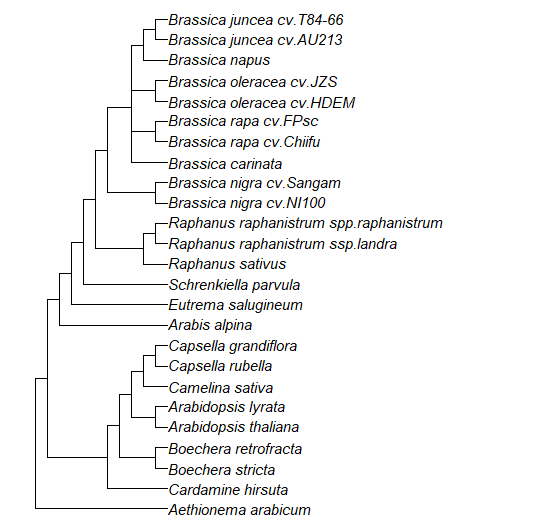 Brassica juncea cv.T84-66
Brassica juncea cv.AU213
Brassica napus
Brassica oleracea cv.JZS
Brassica oleracea cv.HDEM
Brassica rapa cv.FPsc
Brassica rapa cv.Chiifu
Brassica carinata
Brassica nigra cv.Sangam
Brassica nigra cv.NI100
Raphanus raphanistrum spp.raphanistrum
Raphanus raphanistrum ssp.landra
Raphanus sativus
Schrenkiella parvula
Eutrema salugineum
Arabis alpina
Capsella grandiflora
Capsella rubella
Camelina sativa
Arabidopsis lyrata
Arabidopsis thaliana
Boechera retrofracta
Boechera stricta
Cardamine hirsuta
Aethionema arabicum